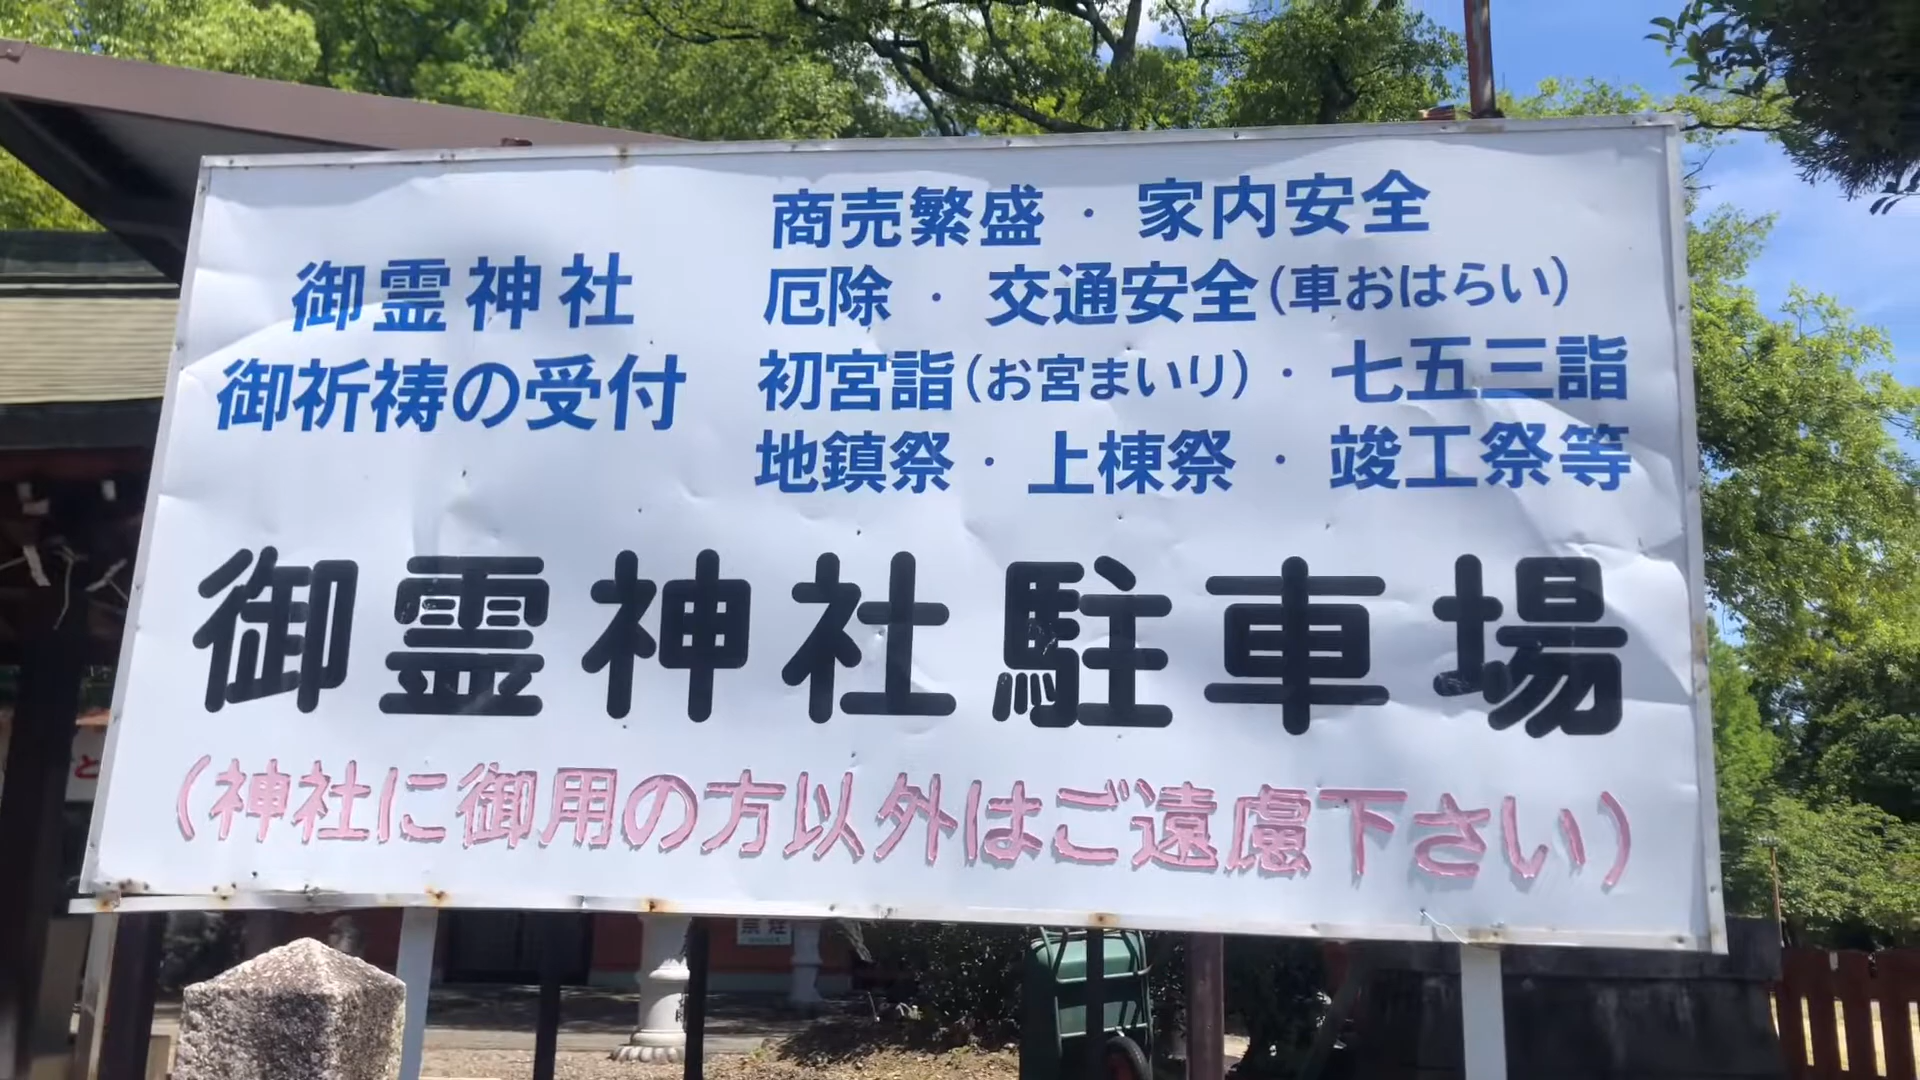 御霊神社
御祈祷の受付
商売繁盛・家内安全
厄除・交通安全(車おはらい)
初宮詣(お宮まいり)・七五三詣
地鎮祭・上棟祭・竣工祭等
御霊神社駐車場
(神社に御用の方以外はご遠慮下さい)